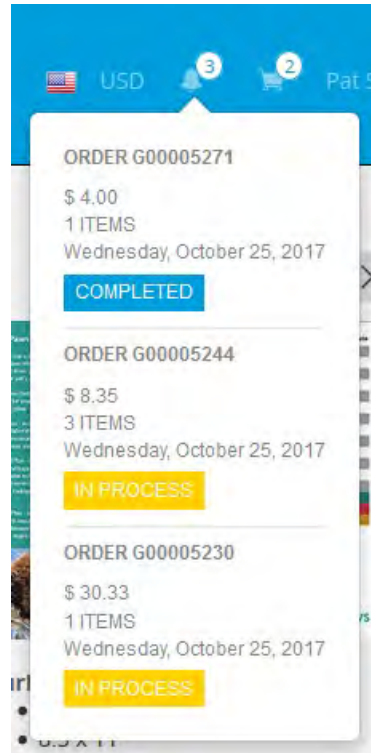 USD
3
2
Pat S
ORDER G00005271
$ 4.00
1 ITEMS
Wednesday, October 25, 2017
COMPLETED
ORDER G00005244
$ 8.35
3 ITEMS
Wednesday, October 25, 2017
IN PROCESS
ORDER G00005230
$ 30.33
1 ITEMS
Wednesday, October 25, 2017
IN PROCESS